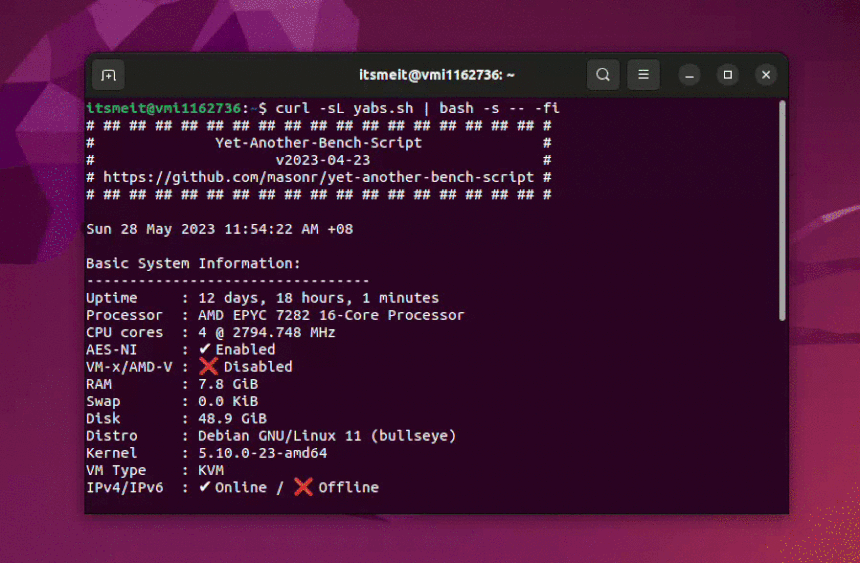 itsmeit@vmi1162736: ~
itsmeit@vmi1162736:~$ curl -sL yabs.sh | bash -s -- -fi
# ## ## ## ## ## ## ## ## ## ## ## ## ## ## ## ## ## #
#              Yet-Another-Bench-Script              #
#                     v2023-04-23                    #
# https://github.com/masonr/yet-another-bench-script #
# ## ## ## ## ## ## ## ## ## ## ## ## ## ## ## ## ## #
Sun 28 May 2023 11:54:22 AM +08
Basic System Information:
---------------------------------
Uptime     : 12 days, 18 hours, 1 minutes
Processor  : AMD EPYC 7282 16-Core Processor
CPU cores  : 4 @ 2794.748 MHz
AES-NI     : ✔ Enabled
VM-x/AMD-V : ❌ Disabled
RAM        : 7.8 GiB
Swap       : 0.0 KiB
Disk       : 48.9 GiB
Distro     : Debian GNU/Linux 11 (bullseye)
Kernel     : 5.10.0-23-amd64
VM Type    : KVM
IPv4/IPv6  : ✔ Online / ❌ Offline